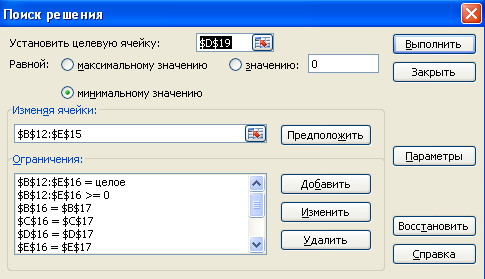 Поиск решения
Установить целевую ячейку: $D$19
Выполнить
Равной: максимальному значению значению: 0
Закрыть
минимальному значению
Изменяя ячейки:
$B$12:$E$15
Предположить
Параметры
Ограничения:
$B$12:$E$16 = целое
$B$12:$E$16 >= 0
$B$16 = $B$17
$C$16 = $C$17
$D$16 = $D$17
$E$16 = $E$17
Добавить
Изменить
Удалить
Восстановить
Справка